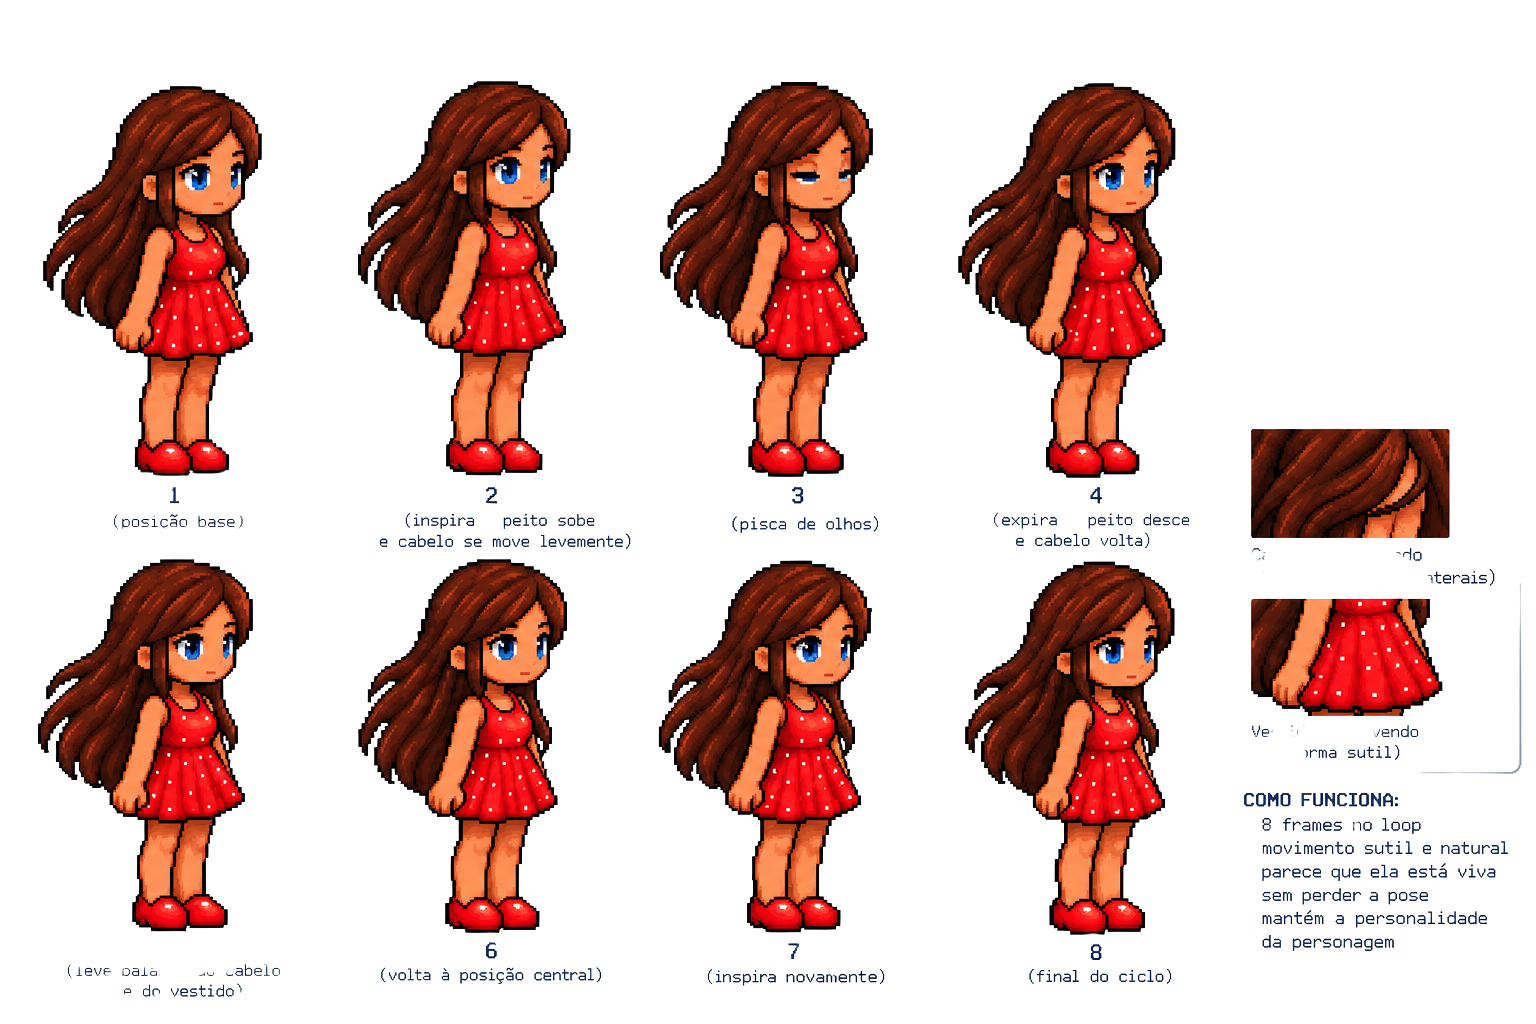 1
(posição base)
2
(inspira peito sobe
e cabelo se move levemente)
3
(pisca de olhos)
4
(expira peito desce
e cabelo volta)
(leve cabelo
e do vestido)
6
(volta à posição central)
7
(inspira novamente)
8
(final do ciclo)
aterais)
vendo
orma sutil)
COMO FUNCIONA:
8 frames no loop
movimento sutil e natural
parece que ela está viva
sem perder a pose
mantém a personalidade
da personagem